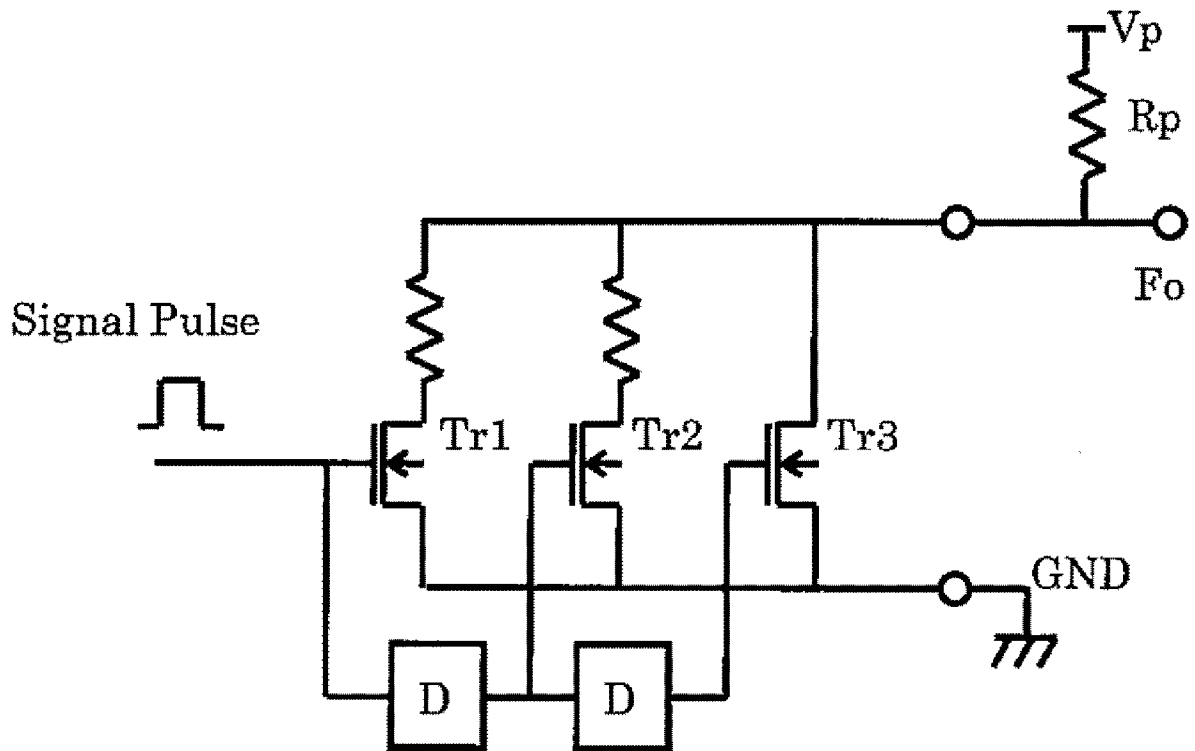 Vp
Rp
Fo
Signal Pulse
Tr1
Tr2
Tr3
GND
D
D